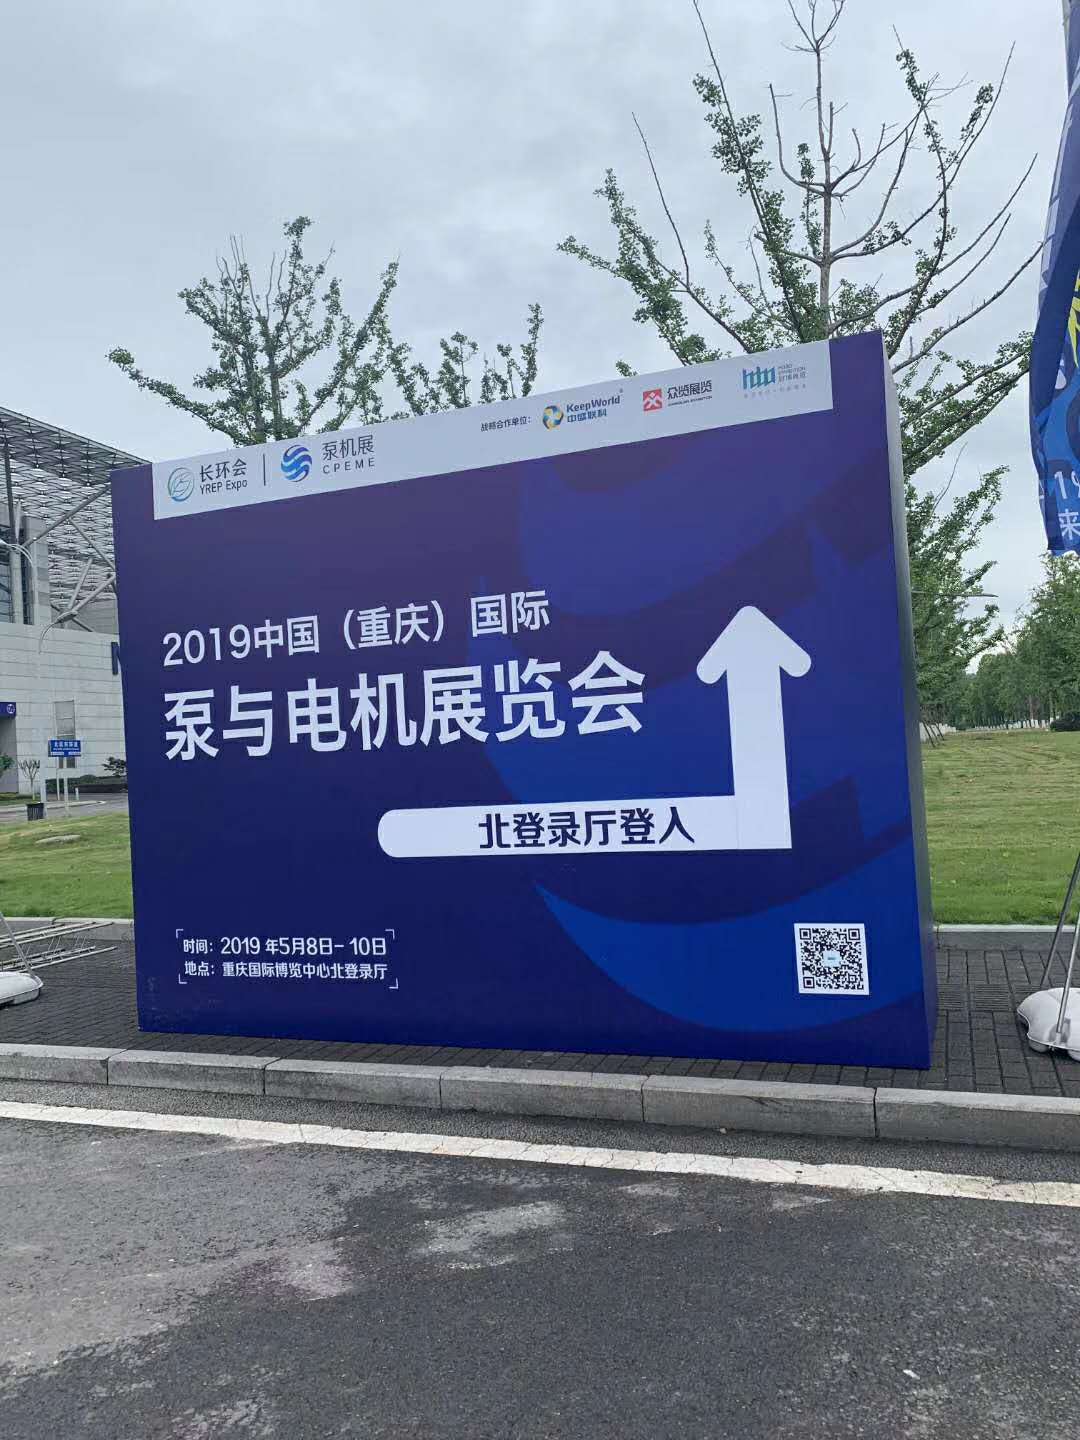 长环会
YREP Expo
泵机展
CPEME
战略合作单位：
KeepWorld®
中盛联科
众览展览
2019中国（重庆）国际
泵与电机展览会
北登录厅登入
时间：2019 年5月8日- 10日
地点：重庆国际博览中心北登录厅
19
来